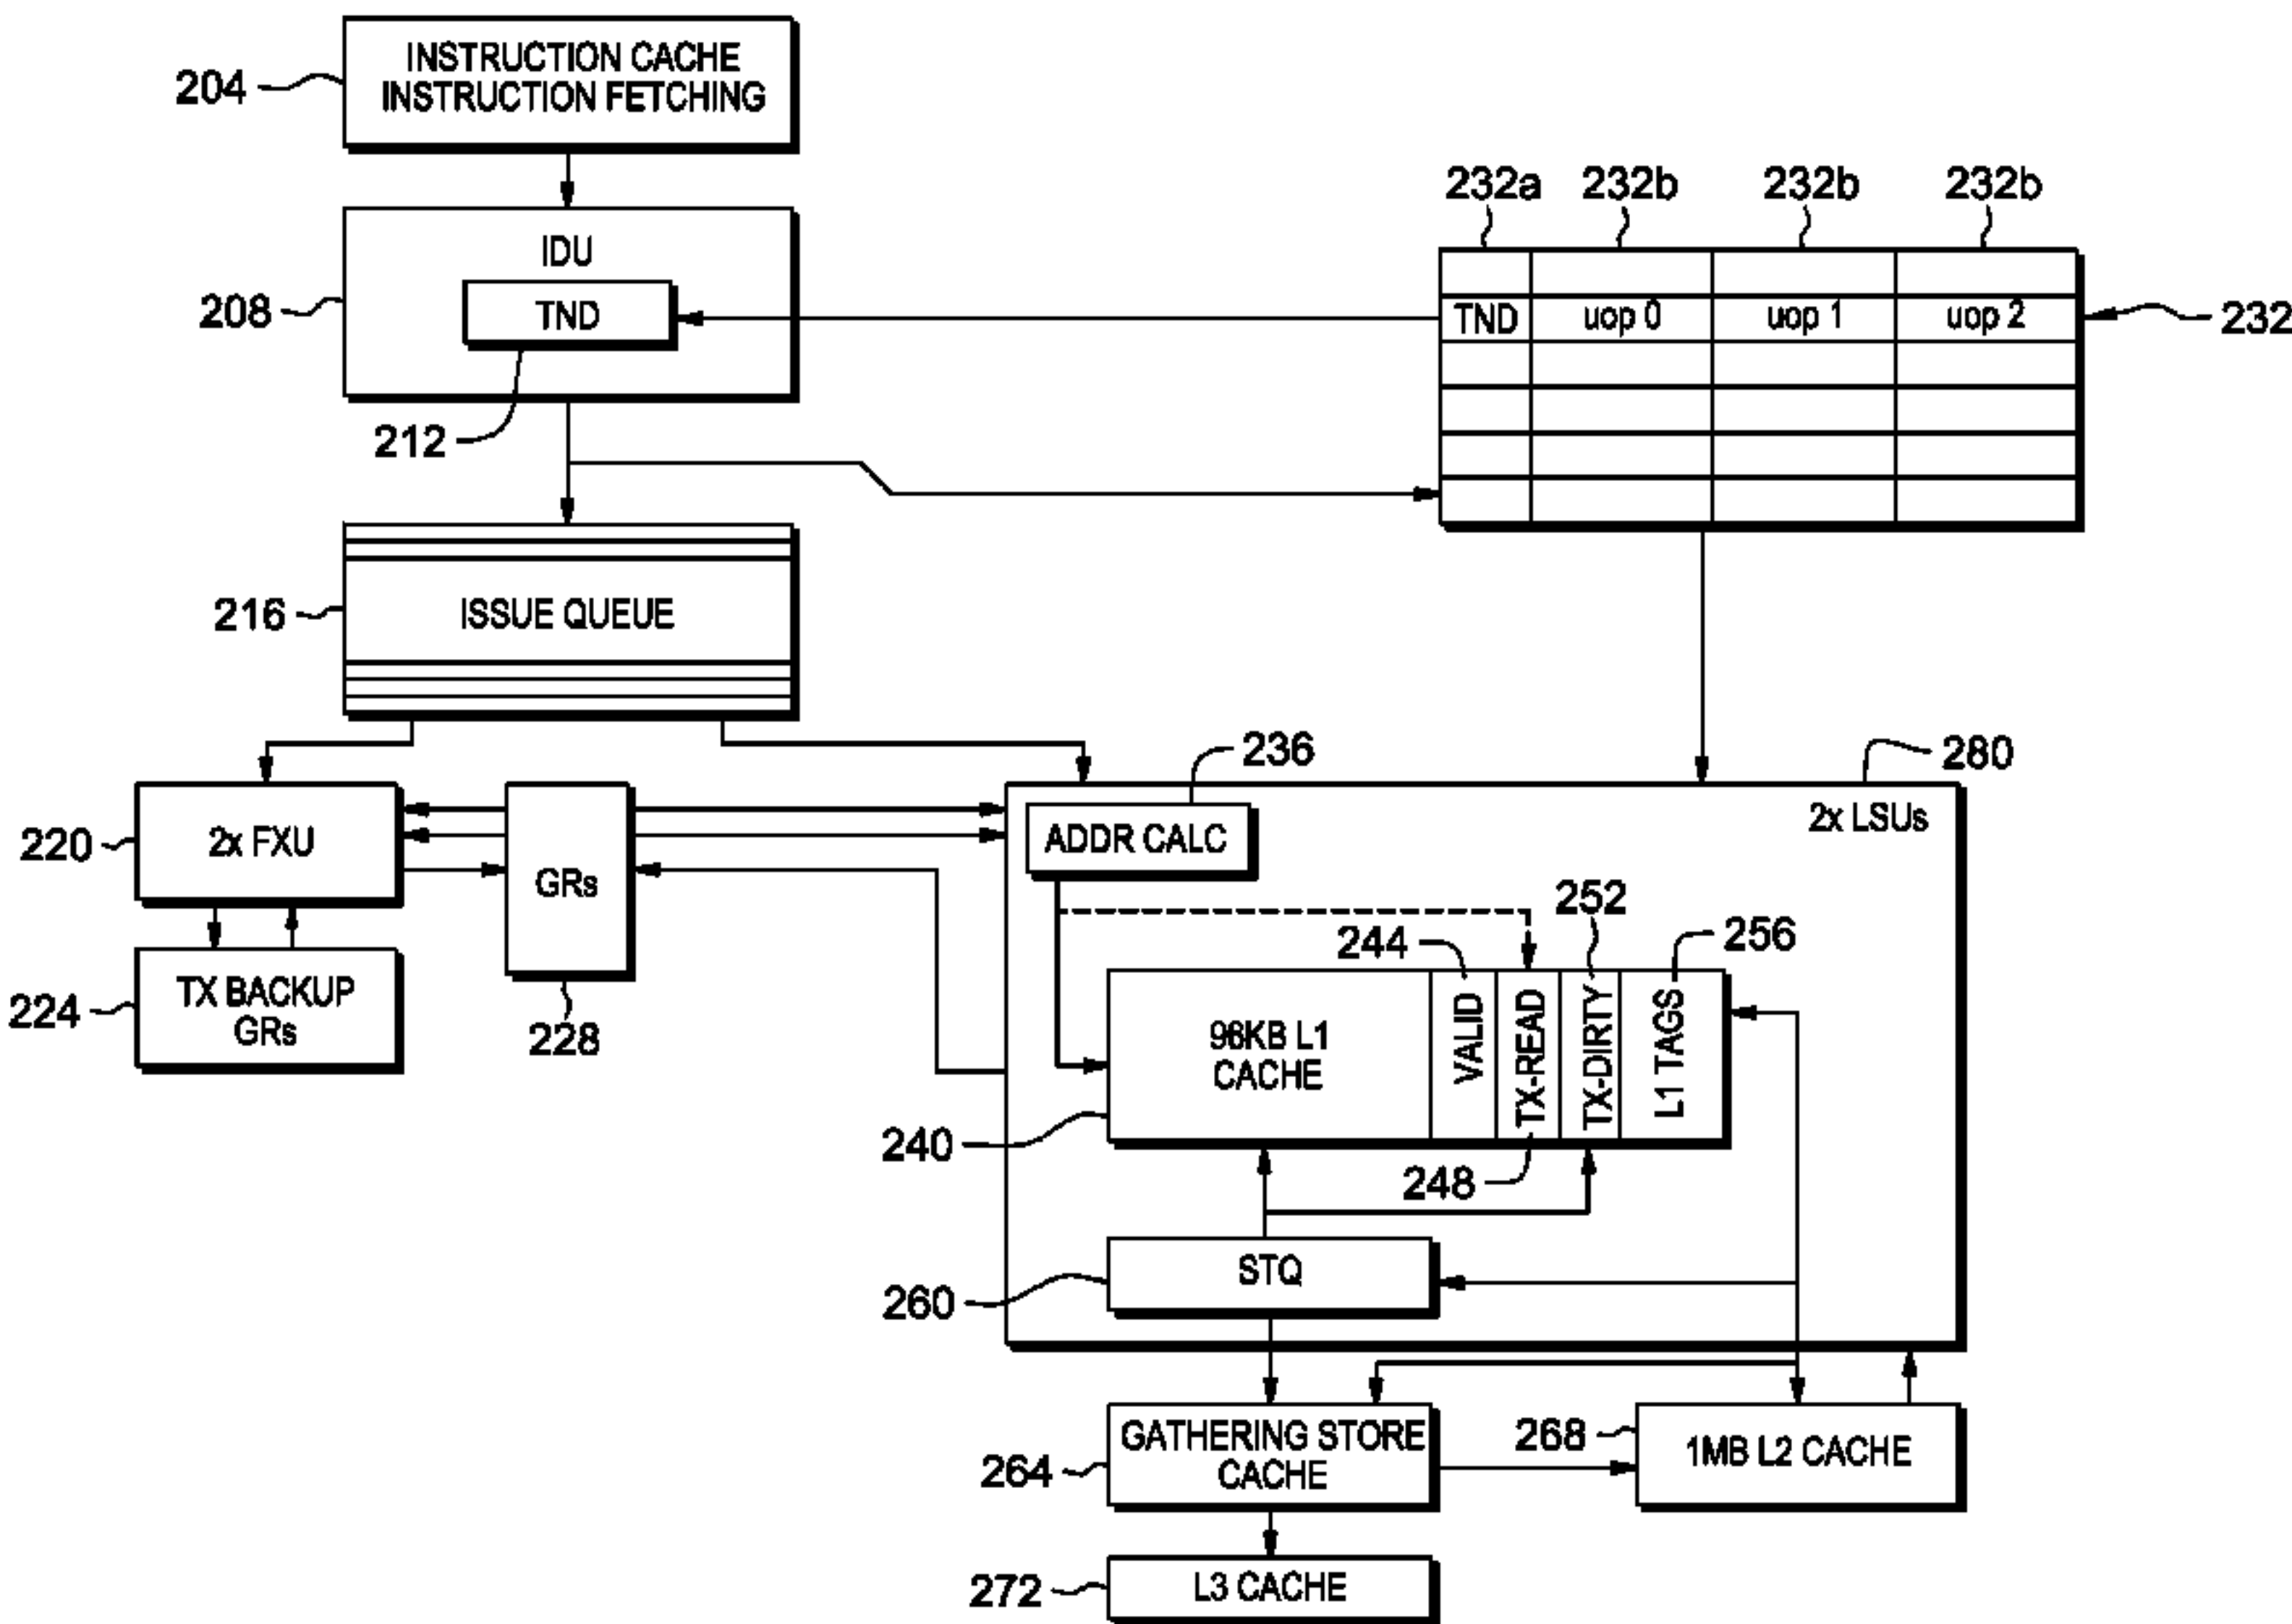 INSTRUCTION CACHE
INSTRUCTION FETCHING
204
232a
232b
232b
232b
IDU
TND
208
212
TND
uop 0
uop 1
uop 2
232
216
ISSUE QUEUE
236
280
2x LSUs
220
2x FXU
GRs
ADDR CALC
224
TX BACKUP
GRs
228
252
244
256
96KB L1
CACHE
VALID
TX-READ
TX-DIRTY
L1 TAGS
240
248
STQ
260
GATHERING STORE
CACHE
264
268
1MB L2 CACHE
272
L3 CACHE